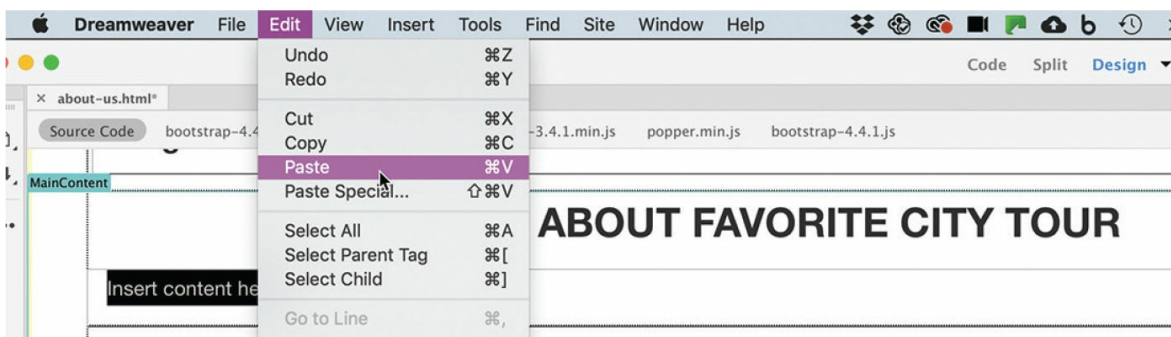 Dreamweaver File Edit View Insert Tools Find Site Window Help
Code Split Design
× about-us.html*
Source Code bootstrap-4.4 -3.4.1.min.js popper.min.js bootstrap-4.4.1.js
MainContent
ABOUT FAVORITE CITY TOUR
Insert content he
Undo ⌘Z
Redo ⌘Y
Cut ⌘X
Copy ⌘C
Paste ⌘V
Paste Special... ⇧⌘V
Select All ⌘A
Select Parent Tag ⌘[
Select Child ⌘]
Go to Line ⌘,